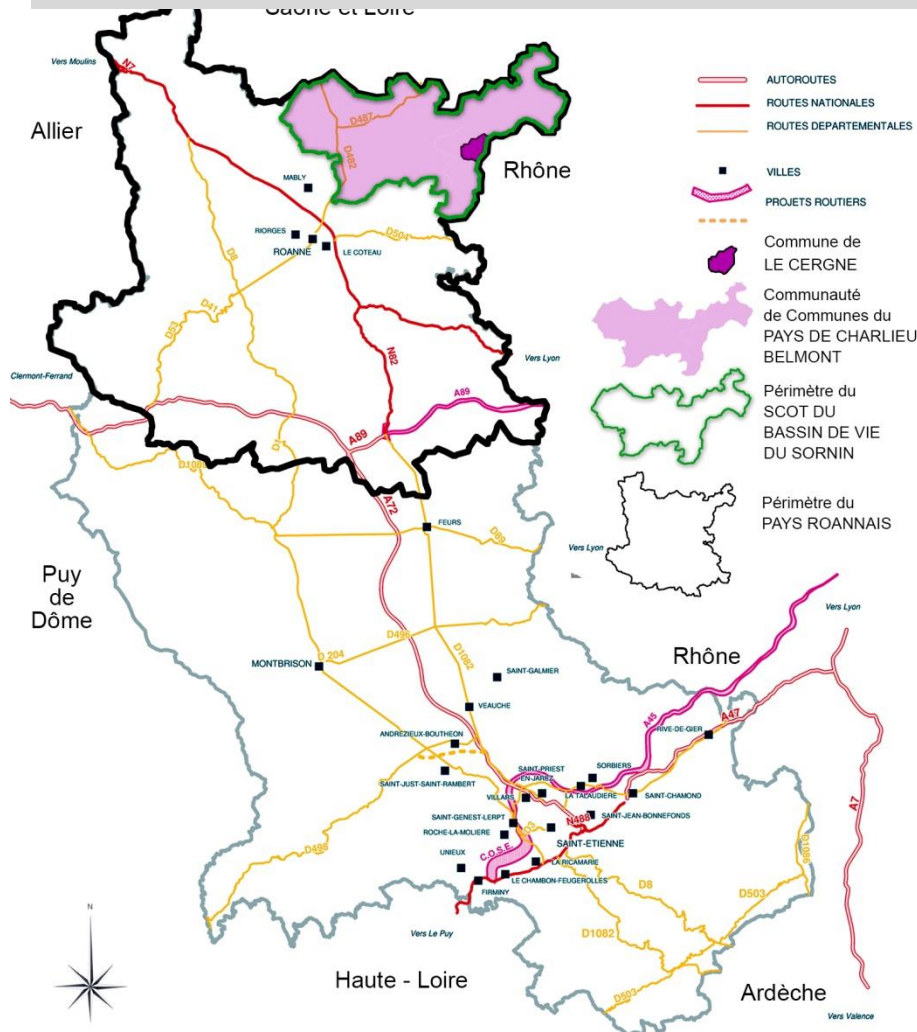 Saône et Loire
Vers Moulins
N7
Allier
D487
D482
Rhône
MABLY
RIORGES
ROANNE
LE COTEAU
D504
D8
D41
D53
N82
Vers Lyon
Clermont-Ferrand
A89
A89
D1
D1089
A72
FEURS
D89
Vers Lyon
Puy
de
Dôme
D496
D 204
MONTBRISON
D1082
SAINT-GALMIER
VEAUCHE
ANDREZIEUX-BOUTHEON
SAINT-JUST-SAINT-RAMBERT
Rhône
Vers Lyon
A45
RIVE-DE-GIER
A47
SAINT-PRIEST
EN-JAREZ
SORBIERS
VILLARS
LA TALAUDIERE
SAINT-CHAMOND
SAINT-GENEST-LERPT
N488
SAINT-JEAN-BONNEFONDS
ROCHE-LA-MOLIERE
D3
SAINT-ETIENNE
C.O.S.E.
UNIEUX
LA RICAMARIE
LE CHAMBON-FEUGEROLLES
FIRMINY
D498
Vers Le Puy
D8
D503
D1086
D1082
D503
A7
N
Haute - Loire
Ardèche
Vers Valence
AUTOROUTES
ROUTES NATIONALES
ROUTES DEPARTEMENTALES
VILLES
PROJETS ROUTIERS
Commune de
LE CERGNE
Communauté
de Communes du
PAYS DE CHARLIEU
BELMONT
Périmètre du
SCOT DU
BASSIN DE VIE
DU SORNIN
Périmètre du
PAYS ROANNAIS